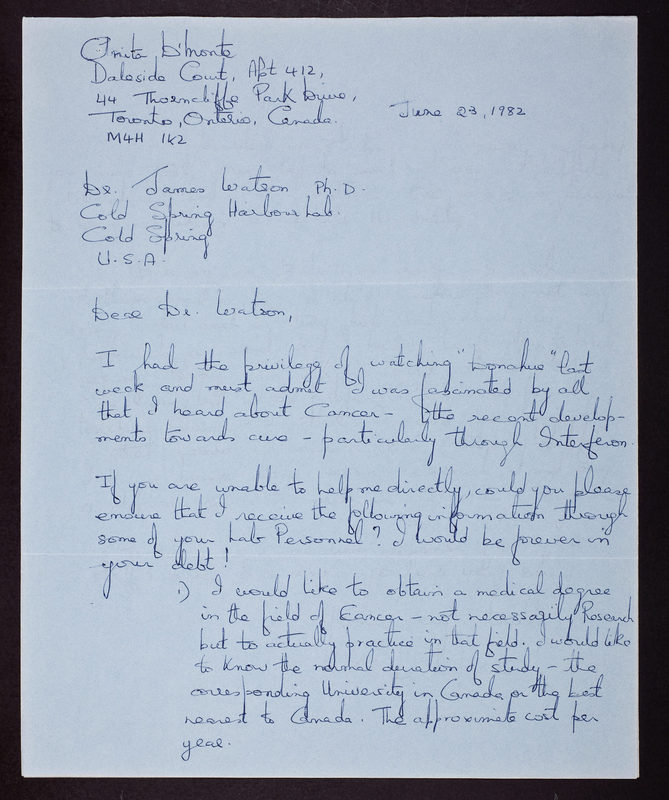 Anita D'Monte
Daleside Court, Apt 412,
44 Thorncliffe Park Drive,
Toronto, Ontario, Canada.
M4H 1K2
June 23, 1982
Dr. James Watson Ph.D.
Cold Spring Harbour Lab.
Cold Spring
U.S.A.
Dear Dr. Watson,
I had the privilege of watching "Donahue" last
week and must admit I was fascinated by all
that I heard about Cancer - the recent develop-
ments towards cure - particularly through Interferon.
If you are unable to help me directly, could you please
ensure that I receive the following information through
some of your Lab Personnel? I would be forever in
your debt!
1) I would like to obtain a medical degree
in the field of Cancer - not necessarily Research
but to actually practice in that field. I would like
to know the normal duration of study - the
corresponding University in Canada or the best
nearest to Canada. The approximate cost per
year.